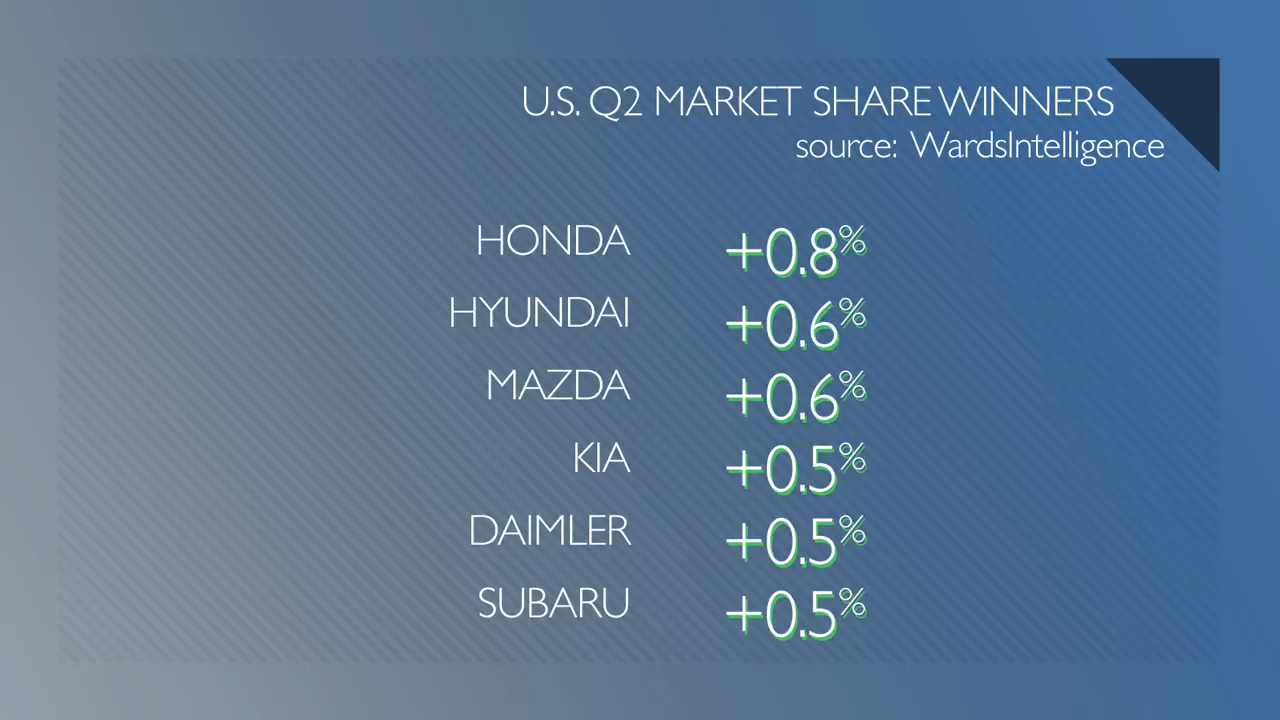 U.S. Q2 MARKET SHARE WINNERS
source: WardsIntelligence
HONDA +0.8%
HYUNDAI +0.6%
MAZDA +0.6%
KIA +0.5%
DAIMLER +0.5%
SUBARU +0.5%